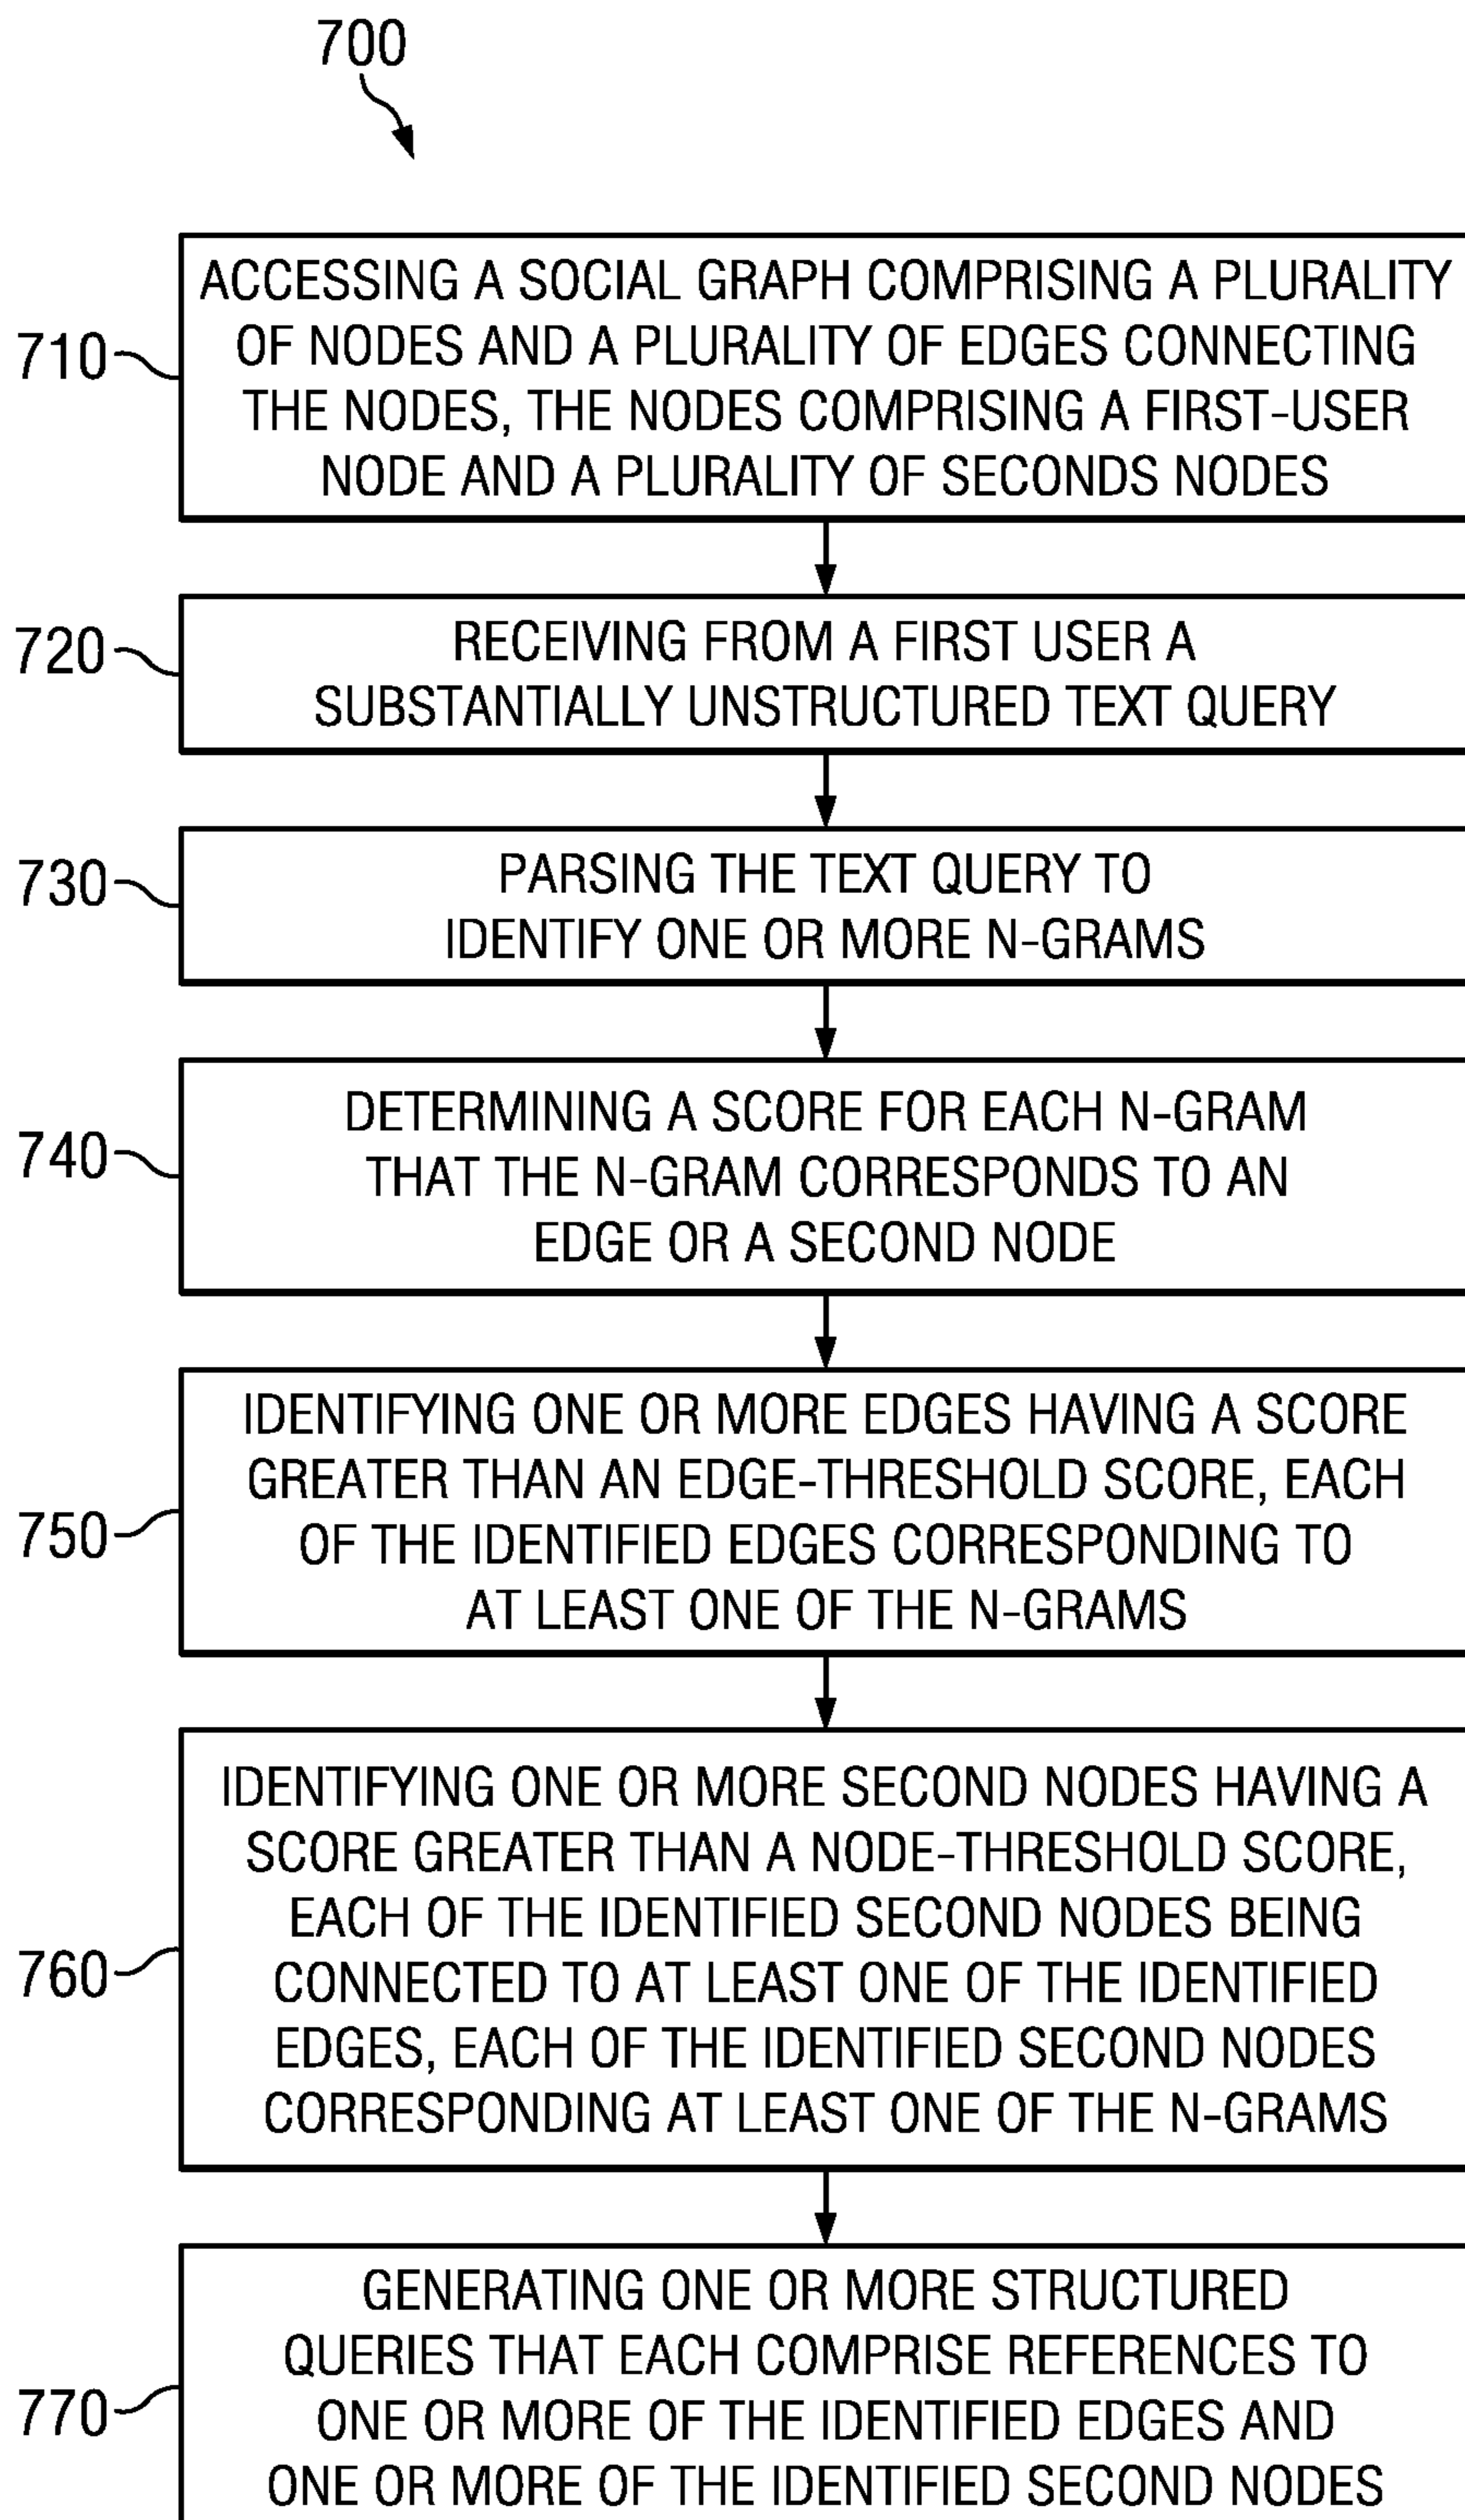 700
710
ACCESSING A SOCIAL GRAPH COMPRISING A PLURALITY
OF NODES AND A PLURALITY OF EDGES CONNECTING
THE NODES, THE NODES COMPRISING A FIRST-USER
NODE AND A PLURALITY OF SECONDS NODES
720
RECEIVING FROM A FIRST USER A
SUBSTANTIALLY UNSTRUCTURED TEXT QUERY
730
PARSING THE TEXT QUERY TO
IDENTIFY ONE OR MORE N-GRAMS
740
DETERMINING A SCORE FOR EACH N-GRAM
THAT THE N-GRAM CORRESPONDS TO AN
EDGE OR A SECOND NODE
750
IDENTIFYING ONE OR MORE EDGES HAVING A SCORE
GREATER THAN AN EDGE-THRESHOLD SCORE, EACH
OF THE IDENTIFIED EDGES CORRESPONDING TO
AT LEAST ONE OF THE N-GRAMS
760
IDENTIFYING ONE OR MORE SECOND NODES HAVING A
SCORE GREATER THAN A NODE-THRESHOLD SCORE,
EACH OF THE IDENTIFIED SECOND NODES BEING
CONNECTED TO AT LEAST ONE OF THE IDENTIFIED
EDGES, EACH OF THE IDENTIFIED SECOND NODES
CORRESPONDING AT LEAST ONE OF THE N-GRAMS
770
GENERATING ONE OR MORE STRUCTURED
QUERIES THAT EACH COMPRISE REFERENCES TO
ONE OR MORE OF THE IDENTIFIED EDGES AND
ONE OR MORE OF THE IDENTIFIED SECOND NODES